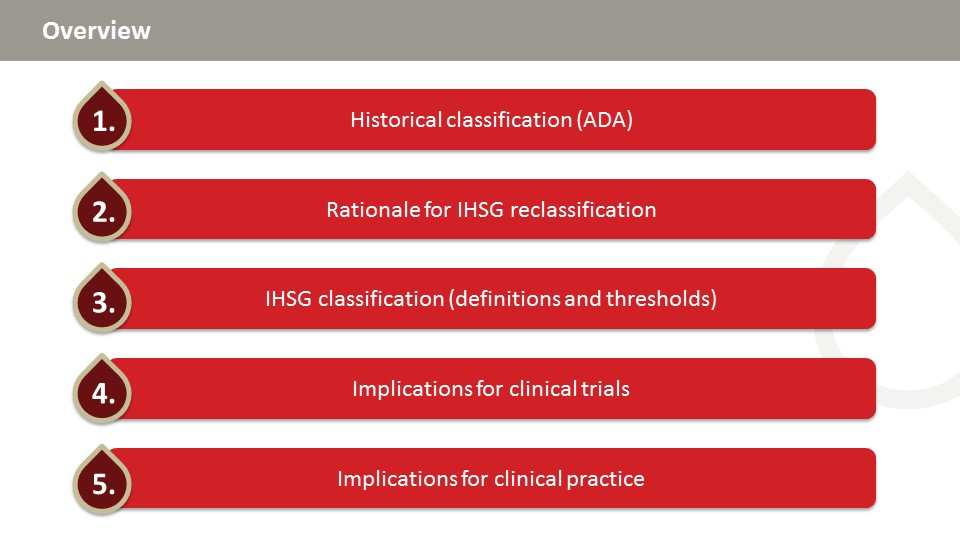 Overview
1.
Historical classification (ADA)
2.
Rationale for IHSG reclassification
3.
IHSG classification (definitions and thresholds)
4.
Implications for clinical trials
5.
Implications for clinical practice